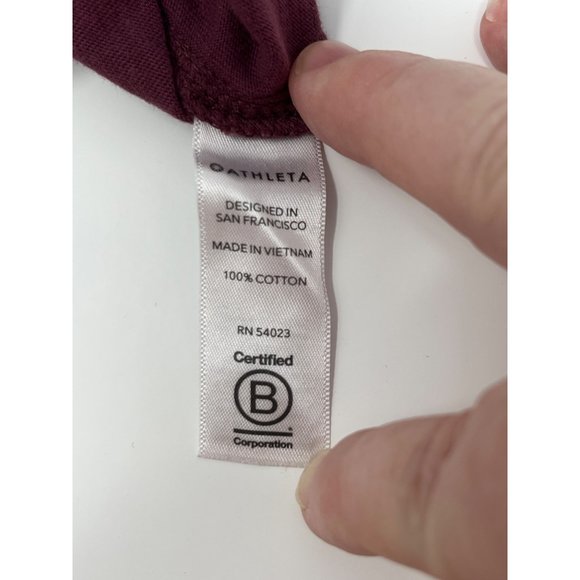 ATHLETA
DESIGNED IN
SAN FRANCISCO
MADE IN VIETNAM
100% COTTON
RN 54023
Certified
B
®
Corporation